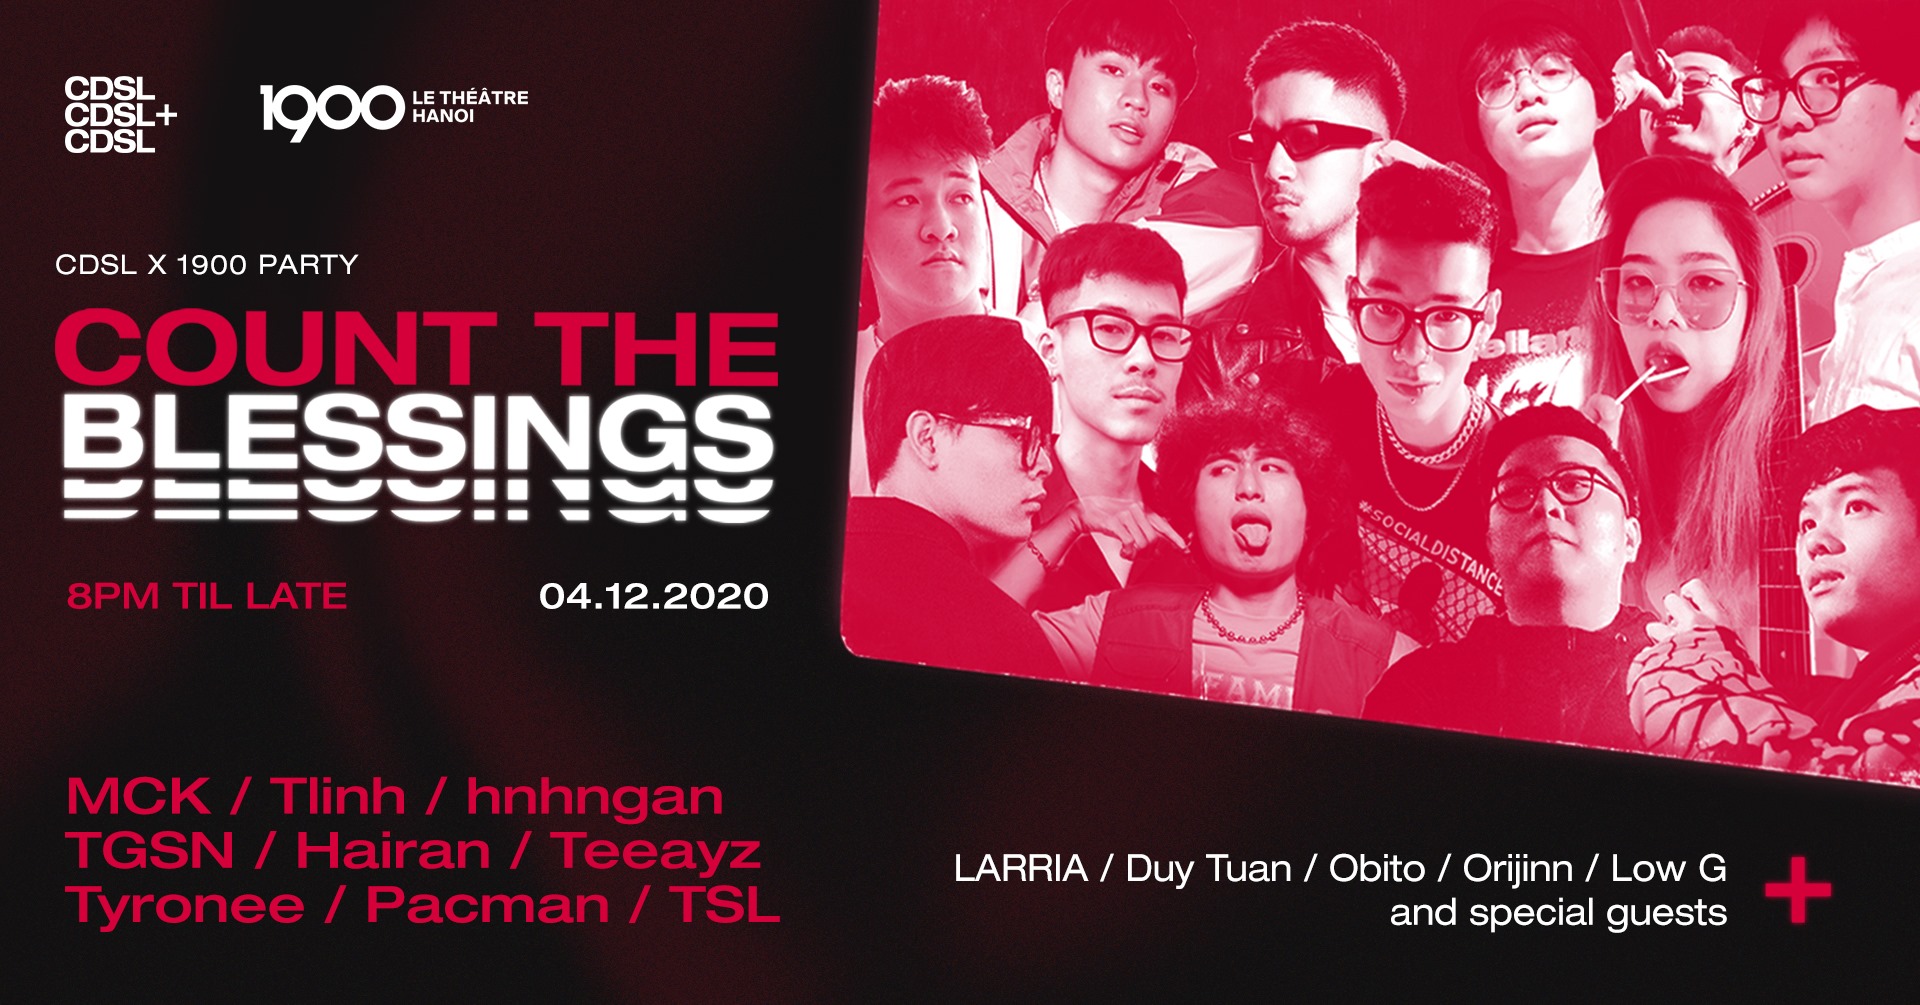 CDSL
CDSL+
CDSL
1900 LE THÉÂTRE
HANOI
CDSL X 1900 PARTY
COUNT THE
BLESSINGS
8PM TIL LATE
04.12.2020
MCK / Tlinh / hnhngan
TGSN / Hairan / Teeayz
Tyronee / Pacman / TSL
LARRIA / Duy Tuan / Obito / Orijinn / Low G
and special guests
+
#SOCIALDISTANCE